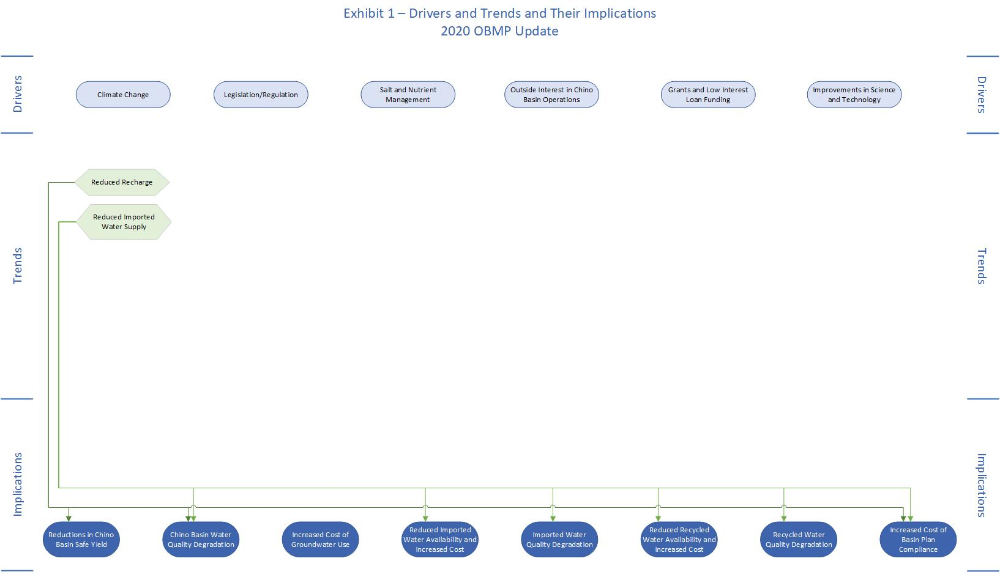 Exhibit 1 – Drivers and Trends and Their Implications
2020 OBMP Update
Drivers
Climate Change
Legislation/Regulation
Salt and Nutrient
Management
Outside Interest in Chino
Basin Operations
Grants and Low Interest
Loan Funding
Improvements in Science
and Technology
Drivers
Trends
Reduced Recharge
Reduced Imported
Water Supply
Trends
Implications
Reductions in Chino
Basin Safe Yield
Chino Basin Water
Quality Degradation
Increased Cost of
Groundwater Use
Reduced Imported
Water Availability and
Increased Cost
Imported Water
Quality Degradation
Reduced Recycled
Water Availability and
Increased Cost
Recycled Water
Quality Degradation
Increased Cost of
Basin Plan
Compliance
Implications